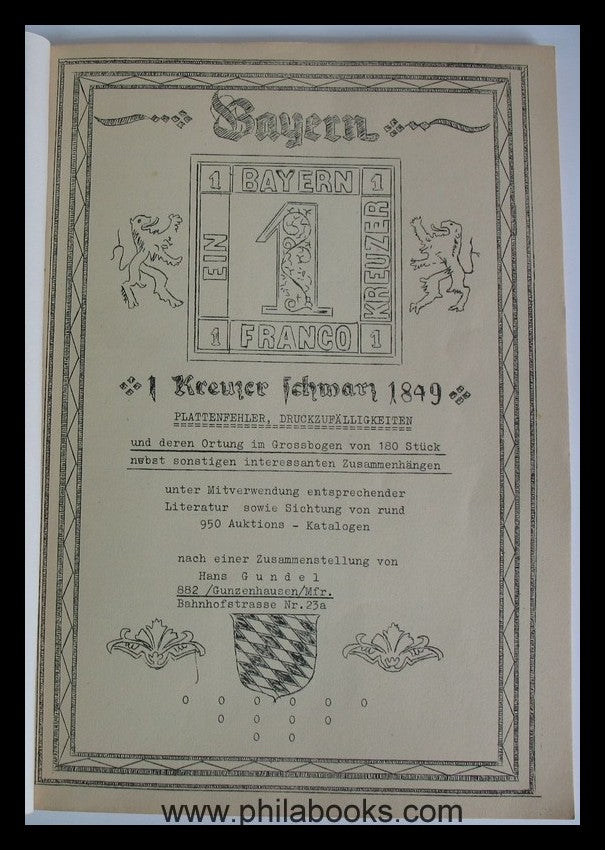 Bayern
1 BAYERN 1
EIN
1
KREUZER
1 FRANCO 1
1 Kreuzer schwarz 1849
PLATTENFEHLER, DRUCKZUFÄLLIGKEITEN
und deren Ortung im Grossbogen von 180 Stück
nwbst sonstigen interessanten Zusammenhängen
unter Mitverwendung entsprechender
Literatur sowie Sichtung von rund
950 Auktions - Katalogen
nach einer Zusammenstellung von
Hans G u n d e l
882 /Gunzenhausen/Mfr.
Bahnhofstrasse Nr.23a
O O O O O O
O O O O
O O
www.philabooks.com